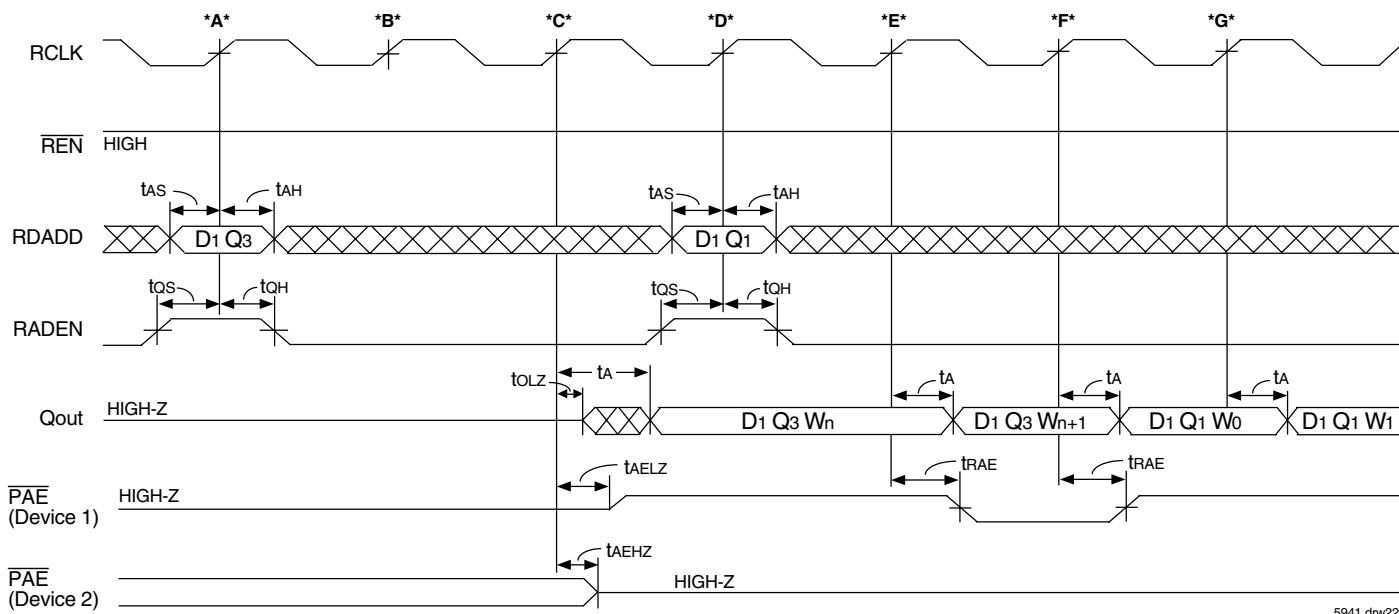 *A* *B* *C* *D* *E* *F* *G*
RCLK
REN HIGH
tAS tAH tAS tAH
RDADD D1 Q3 D1 Q1
tQS tQH tQS tQH
RADEN
tOLZ tA tA tA tA
Qout HIGH-Z D1 Q3 Wn D1 Q3 Wn+1 D1 Q1 W0 D1 Q1 W1
tAELZ tRAE tRAE
PAE HIGH-Z
(Device 1)
tAEHZ
PAE HIGH-Z
(Device 2)
5941 drw22